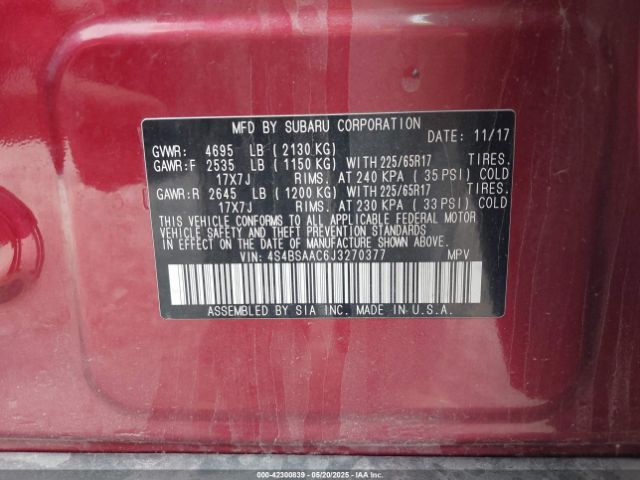 MFD BY SUBARU CORPORATION
DATE: 11/17
GVWR: 4695 LB (2130 KG)
GAWR:F 2535 LB (1150 KG) WITH 225/65R17 TIRES.
17X7J RIMS, AT 240 KPA (35 PSI) COLD
GAWR:R 2645 LB (1200 KG) WITH 225/65R17 TIRES.
17X7J RIMS, AT 230 KPA (33 PSI) COLD
THIS VEHICLE CONFORMS TO ALL APPLICABLE FEDERAL MOTOR
VEHICLE SAFETY AND THEFT PREVENTION STANDARDS
IN EFFECT ON THE DATE OF MANUFACTURE SHOWN ABOVE.
VIN: 4S4BSAAC6J3270377 MPV
ASSEMBLED BY SIA INC. MADE IN U.S.A.
000-42300839 - 05/20/2025 - IAAI.COM